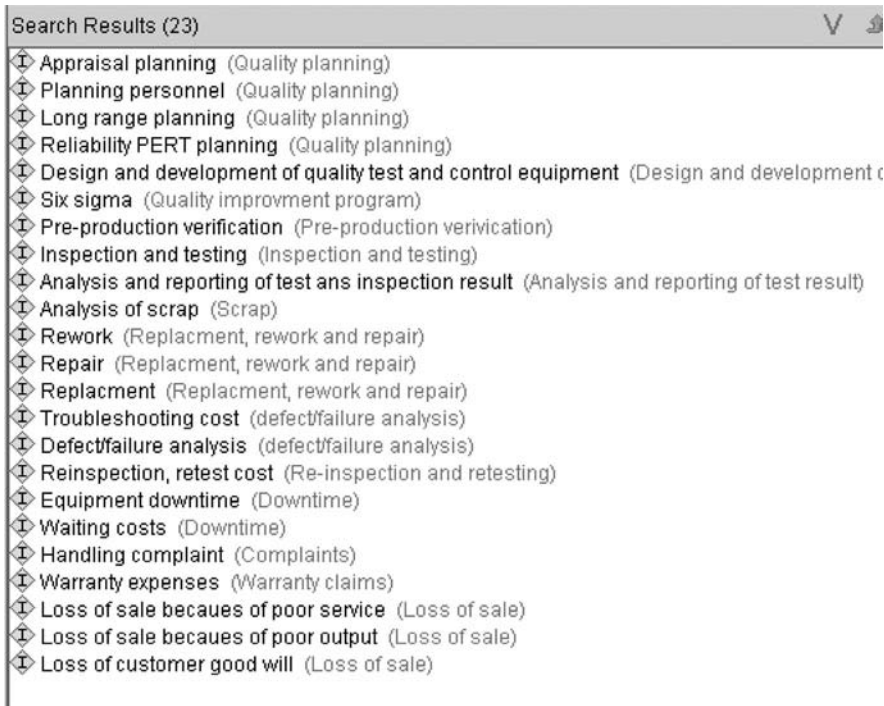 Search Results (23)
Appraisal planning (Quality planning)
Planning personnel (Quality planning)
Long range planning (Quality planning)
Reliability PERT planning (Quality planning)
Design and development of quality test and control equipment (Design and development
Six sigma (Quality improvment program)
Pre-production verification (Pre-production verivication)
Inspection and testing (Inspection and testing)
Analysis and reporting of test ans inspection result (Analysis and reporting of test result)
Analysis of scrap (Scrap)
Rework (Replacment, rework and repair)
Repair (Replacment, rework and repair)
Replacment (Replacment, rework and repair)
Troubleshooting cost (defect/failure analysis)
Defect/failure analysis (defect/failure analysis)
Reinspection, retest cost (Re-inspection and retesting)
Equipment downtime (Downtime)
Waiting costs (Downtime)
Handling complaint (Complaints)
Warranty expenses (Warranty claims)
Loss of sale becaues of poor service (Loss of sale)
Loss of sale becaues of poor output (Loss of sale)
Loss of customer good will (Loss of sale)